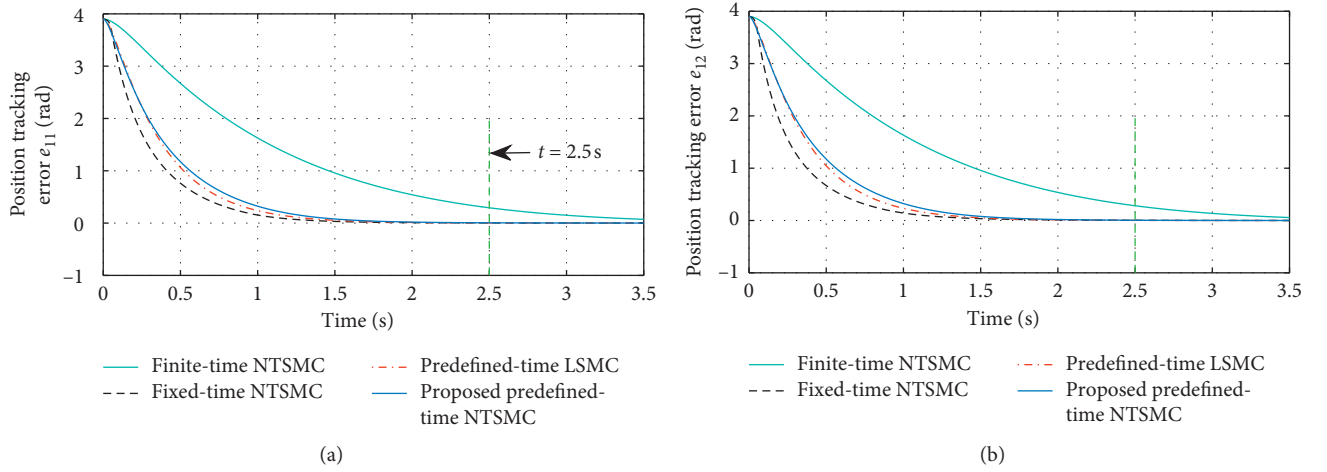 4
3
2
1
0
−1
Position tracking
error e11 (rad)
t = 2.5 s
0
0.5
1
1.5
2
2.5
3
3.5
Time (s)
Finite-time NTSMC
Fixed-time NTSMC
Predefined-time LSMC
Proposed predefined-
time NTSMC
(a)
4
3
2
1
0
−1
Position tracking error e12 (rad)
0
0.5
1
1.5
2
2.5
3
3.5
Time (s)
Finite-time NTSMC
Fixed-time NTSMC
Predefined-time LSMC
Proposed predefined-
time NTSMC
(b)